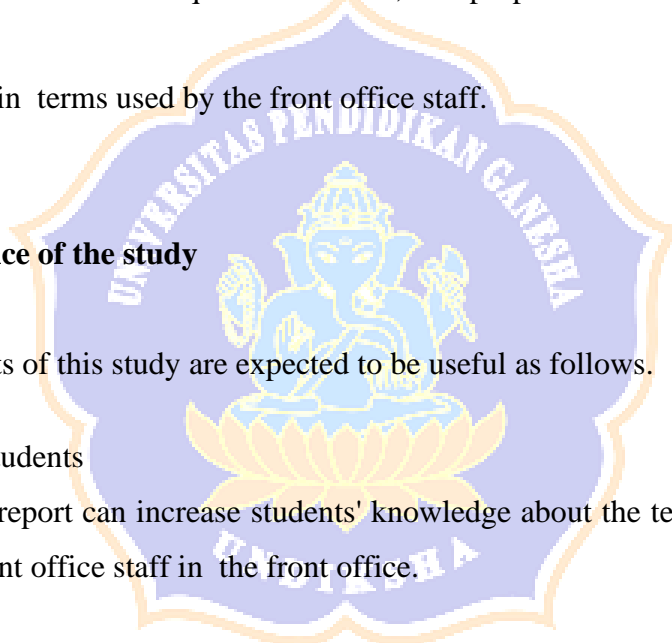 in terms used by the front office staff.
UNIVERSITAS PENDIDIKAN GANESHA
ce of the study
s of this study are expected to be useful as follows.
udents
report can increase students' knowledge about the te
nt office staff in the front office.
UNDIKSHA